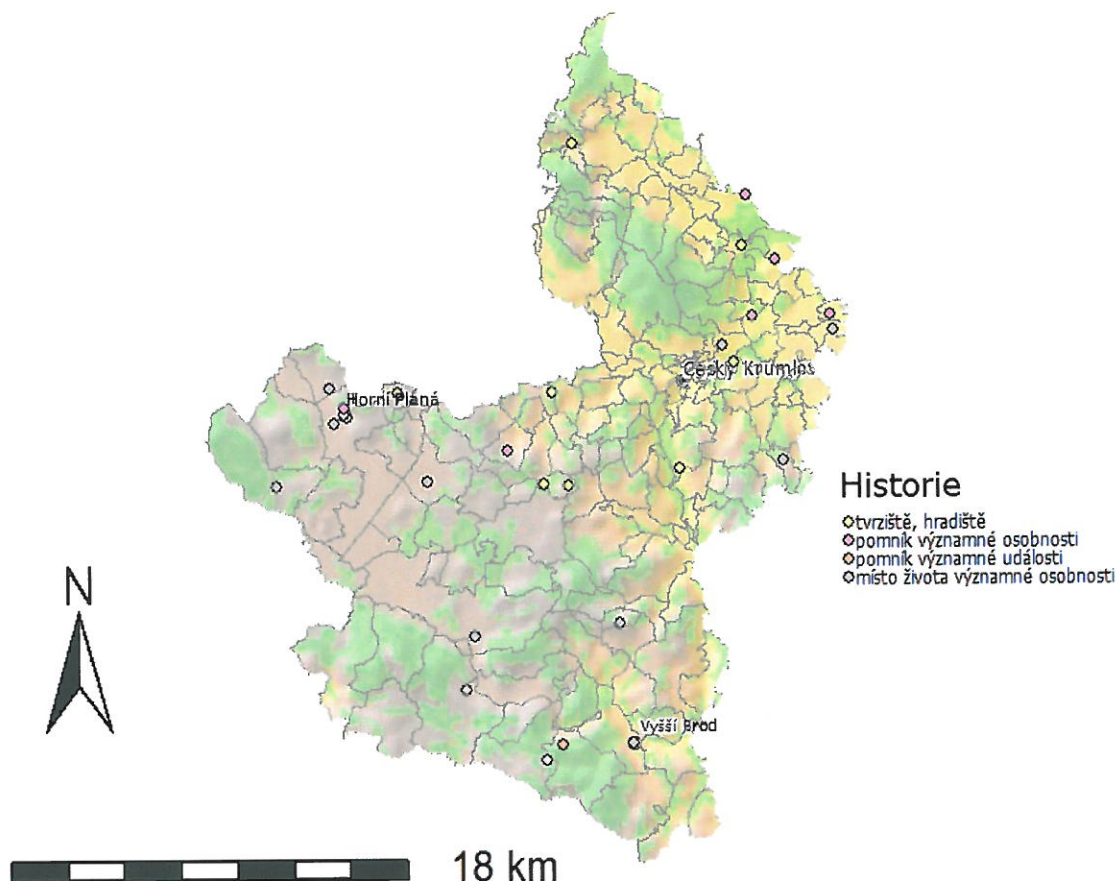 Český Krumlov
Horní Planá
Historie
tvrziště, hradiště
pomník významné osobnosti
pomník významné události
místo života významné osobnosti
N
Vyšší Brod
18 km